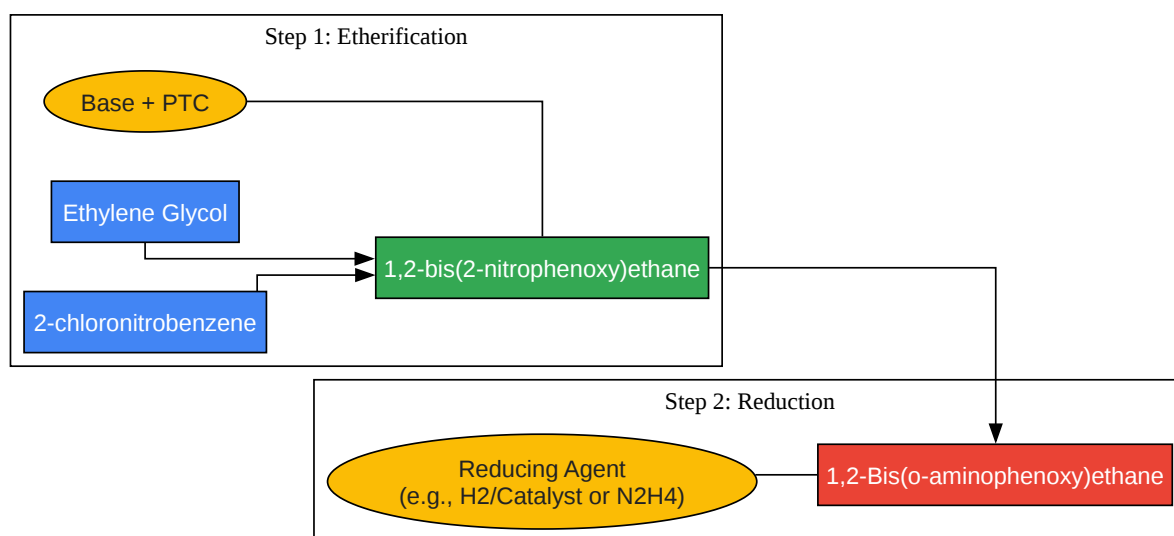 Step 1: Etherification
Base + PTC
Ethylene Glycol
1,2-bis(2-nitrophenoxy)ethane
2-chloronitrobenzene
Step 2: Reduction
Reducing Agent
(e.g., H2/Catalyst or N2H4)
1,2-Bis(o-aminophenoxy)ethane